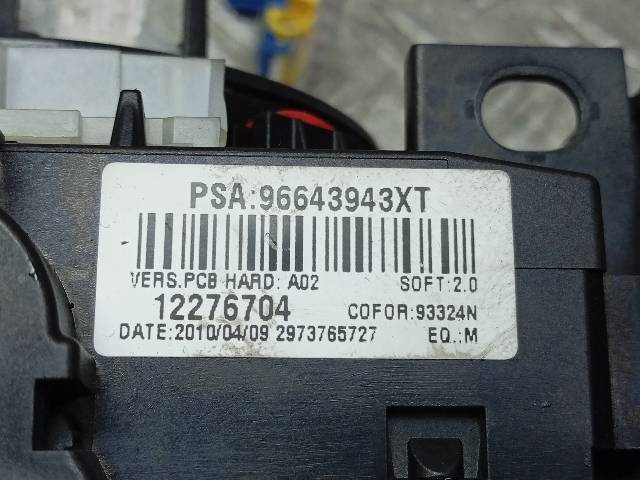 PSA:96643943XT
VERS.PCB HARD: A02 SOFT:2.0
12276704 COFOR:93324N
DATE:2010/04/09 2973765727 EQ.:M